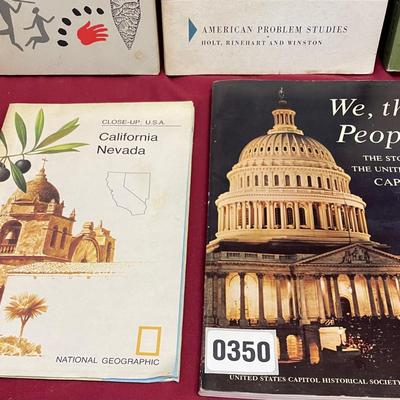 AMERICAN PROBLEM STUDIES
HOLT, RINEHART AND WINSTON
CLOSE-UP: U.S.A.
California
Nevada
NATIONAL GEOGRAPHIC
We, th
Peop
THE STO
THE UNITE
CAP
0350
UNITED STATES CAPITOL HISTORICAL SOCIETY